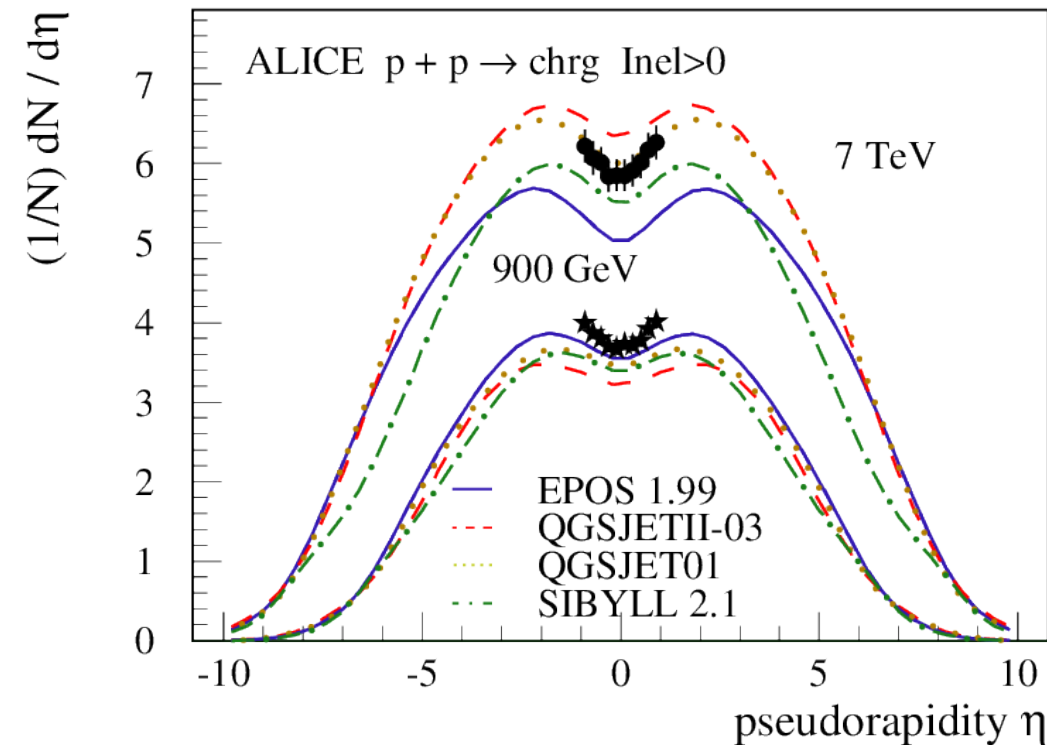 (1/N) dN / dη
ALICE p + p → chrg Inel>0
7 TeV
900 GeV
EPOS 1.99
QGSJETII-03
QGSJET01
SIBYLL 2.1
7
6
5
4
3
2
1
0
-10 -5 0 5 10
pseudorapidity η